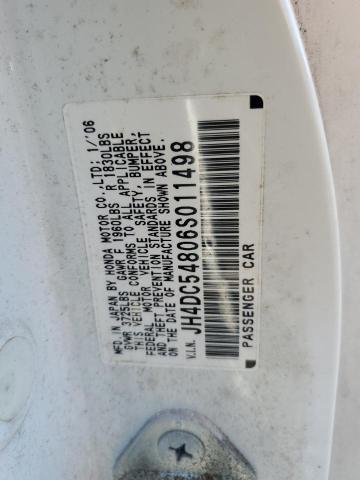 MFD. IN JAPAN BY HONDA MOTOR CO.,LTD. 1/'06
GVWR 3725LBS GAWR F 1960LBS R 1830LBS
THIS VEHICLE CONFORMS TO ALL APPLICABLE
FEDERAL MOTOR VEHICLE SAFETY, BUMPER,
AND THEFT PREVENTION STANDARDS IN EFFECT
ON THE DATE OF MANUFACTURE SHOWN ABOVE.
V.I.N. JH4DC54806S011498
PASSENGER CAR